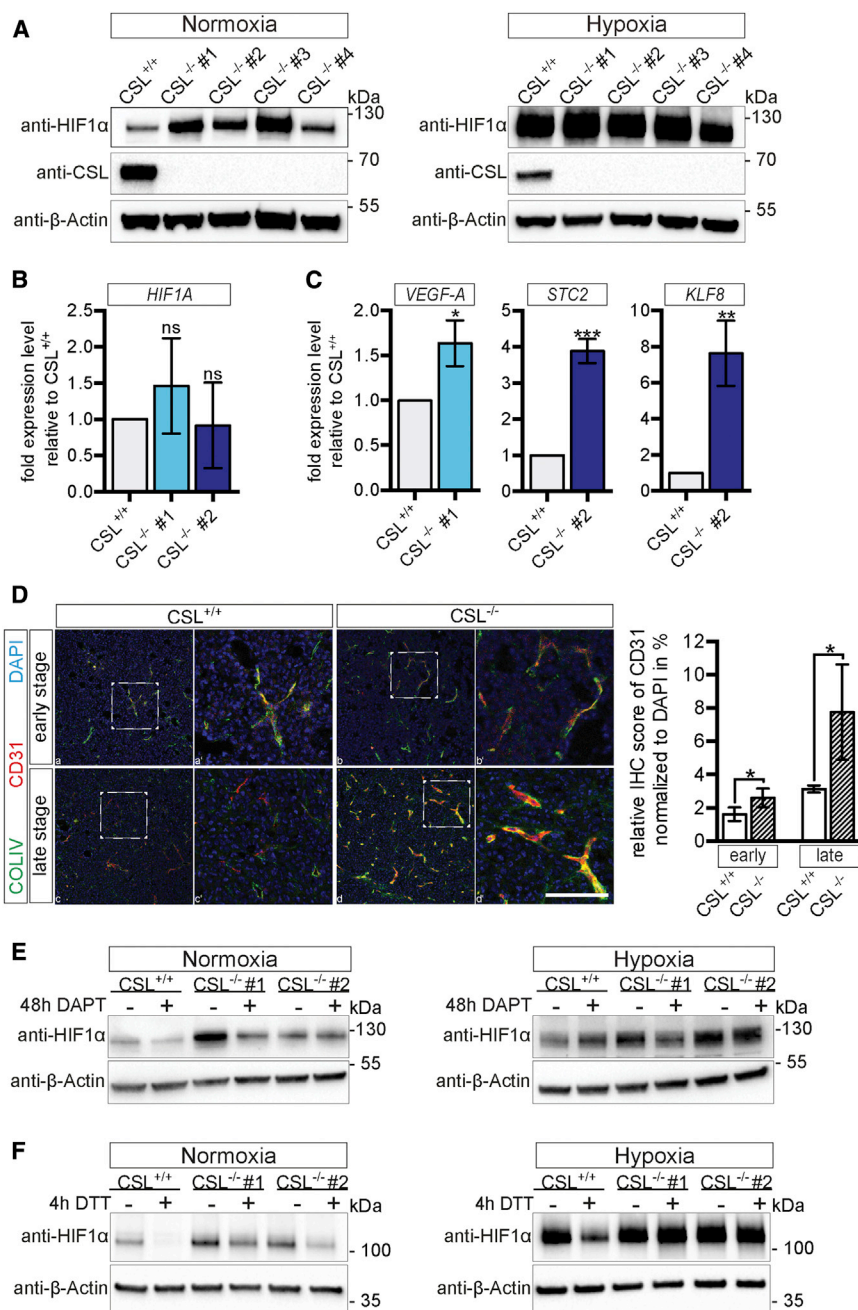 A
Normoxia
Hypoxia
CSL+/+ CSL-/- #1 CSL-/- #2 CSL-/- #3 CSL-/- #4 kDa
CSL+/+ CSL-/- #1 CSL-/- #2 CSL-/- #3 CSL-/- #4 kDa
anti-HIF1α
- 130
anti-HIF1α
- 130
anti-CSL
- 70
anti-CSL
- 70
anti-β-Actin
- 55
anti-β-Actin
- 55
B
HIF1A
fold expression level
relative to CSL+/+
2.5
2.0
1.5
1.0
0.5
0.0
ns
ns
CSL+/+
CSL-/- #1
CSL-/- #2
C
VEGF-A
fold expression level
relative to CSL+/+
2.0
1.5
1.0
0.5
0.0
*
CSL+/+
CSL-/- #1
STC2
5
4
3
2
1
0
***
CSL+/+
CSL-/- #2
KLF8
10
8
6
4
2
0
**
CSL+/+
CSL-/- #2
D
CSL+/+
CSL-/-
COLIV CD31 DAPI
early stage
late stage
a
a'
b
b'
c
c'
d
d'
relative IHC score of CD31
normalized to DAPI in %
12
10
8
6
4
2
0
*
*
early
late
CSL+/+
CSL-/-
CSL+/+
CSL-/-
E
Normoxia
CSL+/+ CSL-/- #1 CSL-/- #2
48h DAPT - + - + - + kDa
anti-HIF1α
- 130
- 55
anti-β-Actin
Hypoxia
CSL+/+ CSL-/- #1 CSL-/- #2
48h DAPT - + - + - + kDa
anti-HIF1α
- 130
- 55
anti-β-Actin
F
Normoxia
CSL+/+ CSL-/- #1 CSL-/- #2
4h DTT - + - + - + kDa
anti-HIF1α
- 100
anti-β-Actin
- 35
Hypoxia
CSL+/+ CSL-/- #1 CSL-/- #2
4h DTT - + - + - + kDa
anti-HIF1α
- 100
anti-β-Actin
- 35